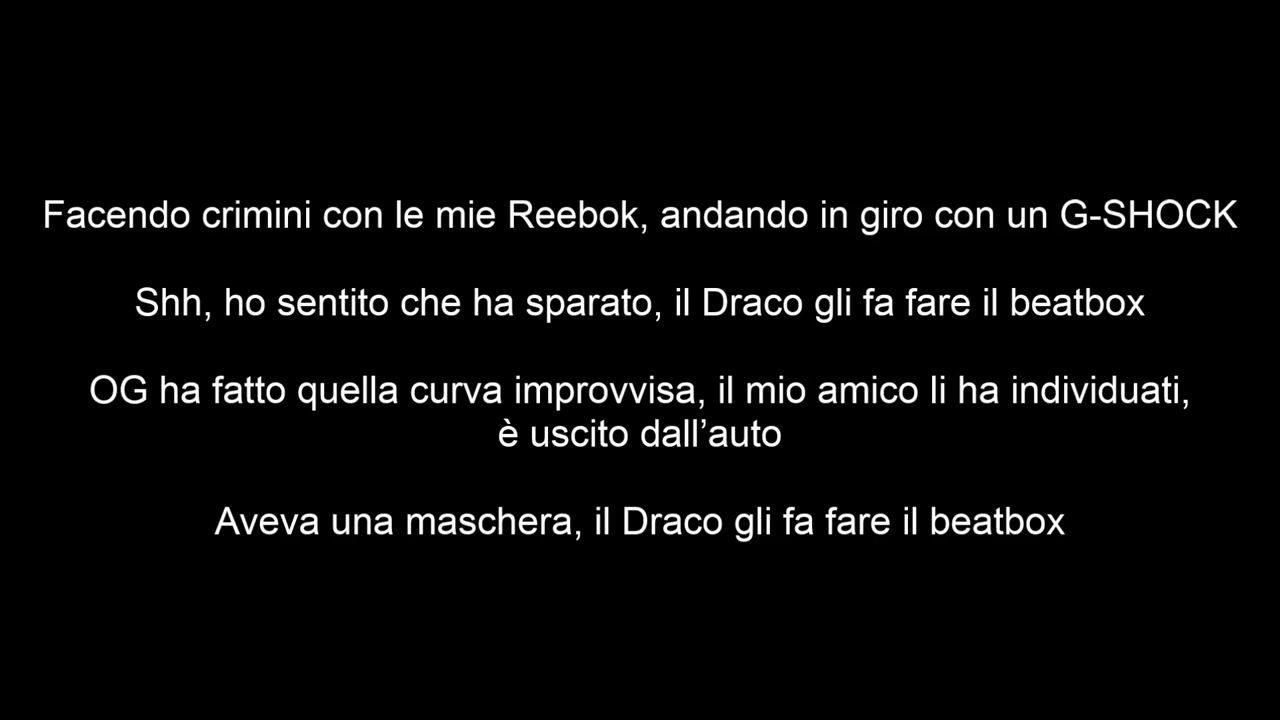 Facendo crimini con le mie Reebok, andando in giro con un G-SHOCK
Shh, ho sentito che ha sparato, il Draco gli fa fare il beatbox
OG ha fatto quella curva improvvisa, il mio amico li ha individuati,
è uscito dall’auto
Aveva una maschera, il Draco gli fa fare il beatbox